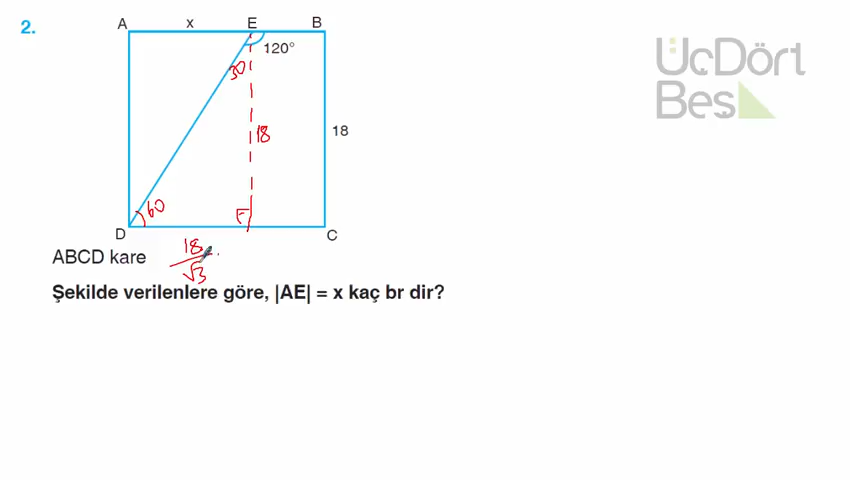 2.
A x E B
120°
30
18
18
60
D C
ABCD kare
18
√3
Şekilde verilenlere göre, |AE| = x kaç br dir?
ÜçDört
Beş